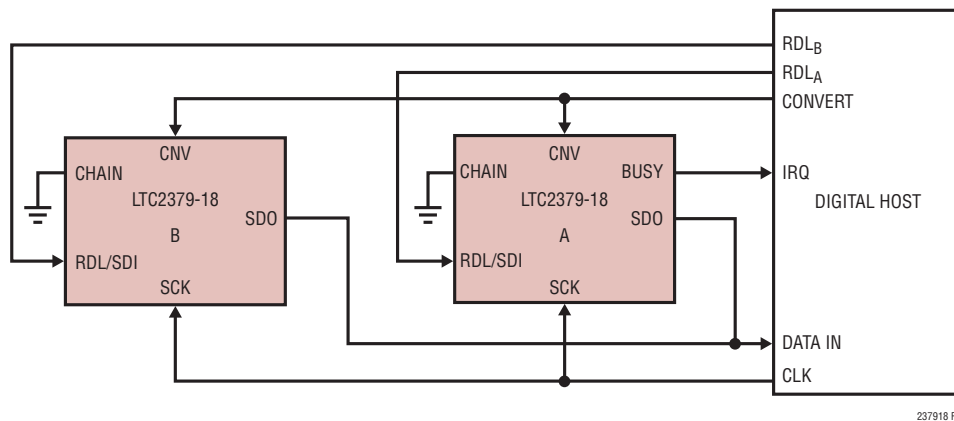 RDLB
RDLA
CONVERT
CNV
CHAIN
LTC2379-18
SDO
B
RDL/SDI
SCK
CNV
CHAIN
BUSY
LTC2379-18
SDO
A
RDL/SDI
SCK
IRQ
DIGITAL HOST
DATA IN
CLK
237918 F